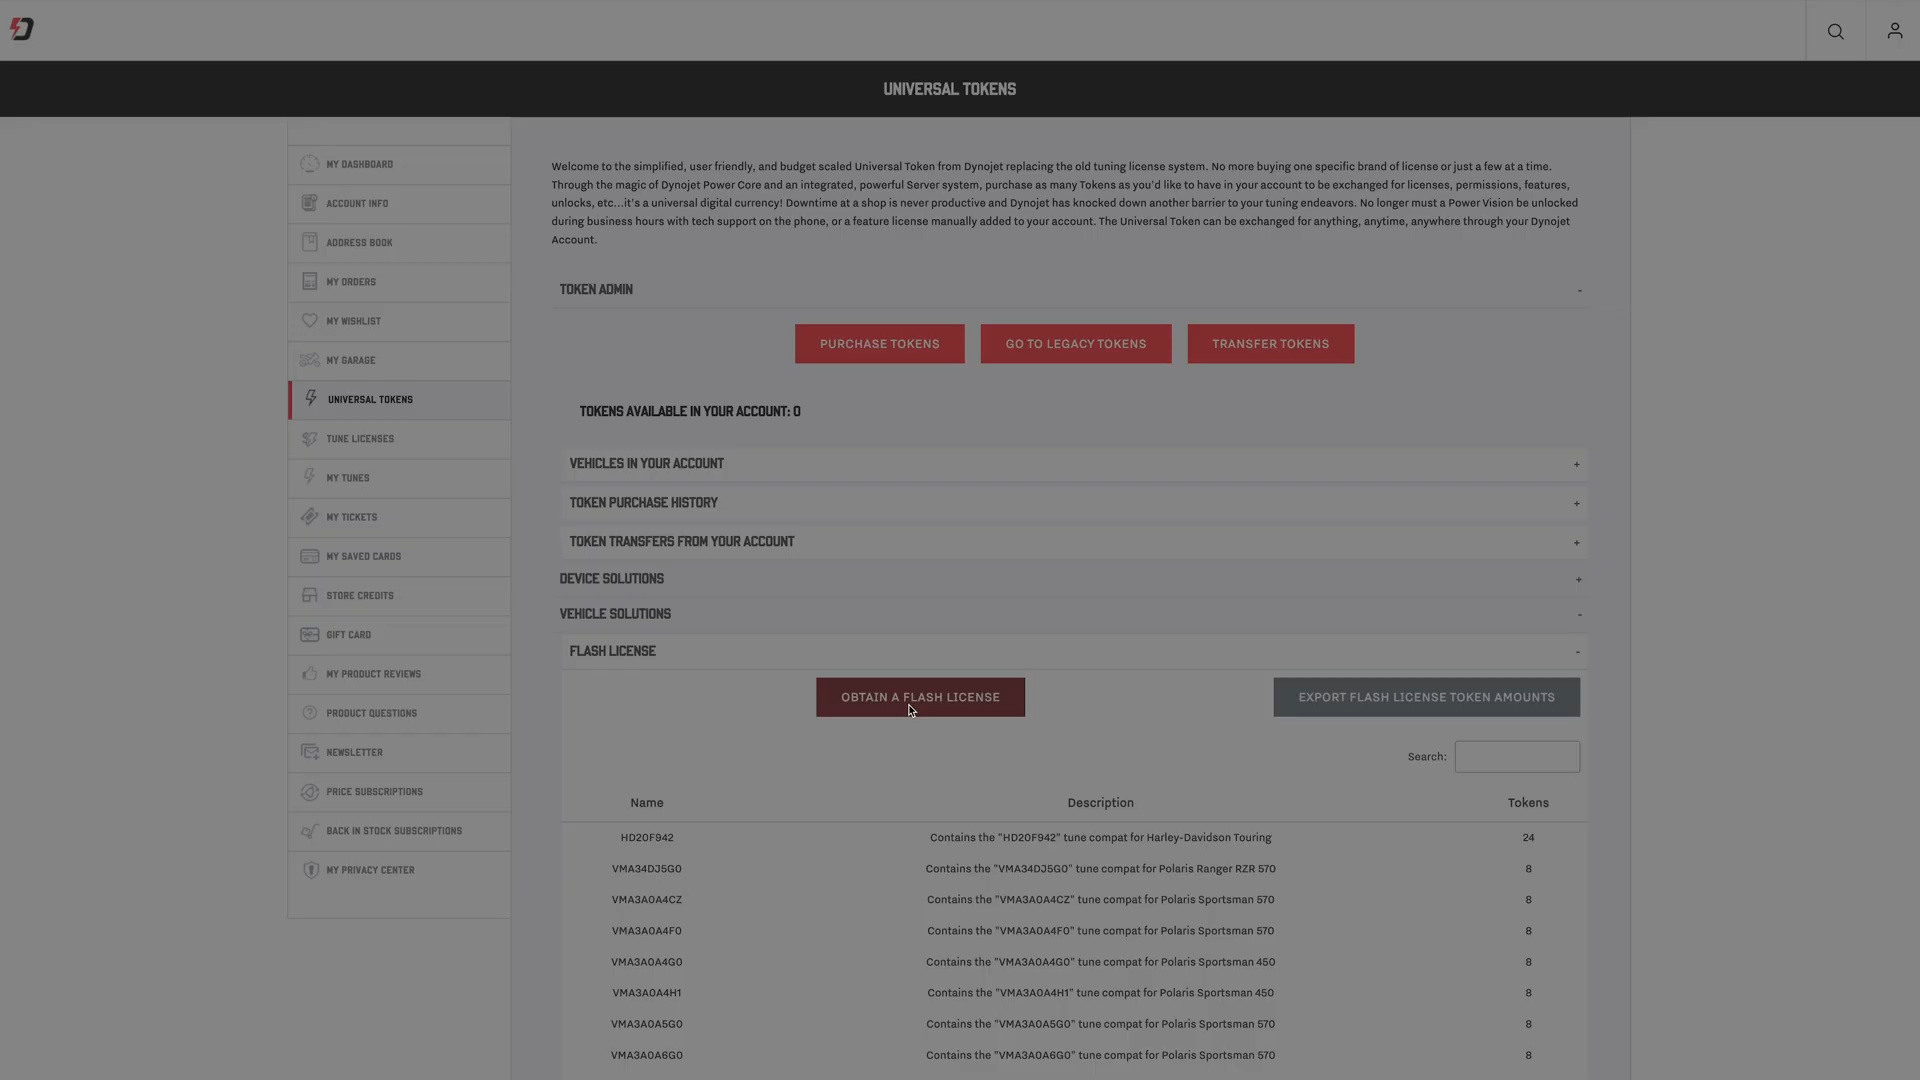 UNIVERSAL TOKENS
MY DASHBOARD
ACCOUNT INFO
ADDRESS BOOK
MY ORDERS
MY WISHLIST
MY GARAGE
UNIVERSAL TOKENS
TUNE LICENSES
MY TUNES
MY TICKETS
MY SAVED CARDS
STORE CREDITS
GIFT CARD
MY PRODUCT REVIEWS
PRODUCT QUESTIONS
NEWSLETTER
PRICE SUBSCRIPTIONS
BACK IN STOCK SUBSCRIPTIONS
MY PRIVACY CENTER
Welcome to the simplified, user friendly, and budget scaled Universal Token from Dynojet replacing the old tuning license system. No more buying one specific brand of license or just a few at a time.
Through the magic of Dynojet Power Core and an integrated, powerful Server system, purchase as many Tokens as you'd like to have in your account to be exchanged for licenses, permissions, features,
unlocks, etc...it's a universal digital currency! Downtime at a shop is never productive and Dynojet has knocked down another barrier to your tuning endeavors. No longer must a Power Vision be unlocked
during business hours with tech support on the phone, or a feature license manually added to your account. The Universal Token can be exchanged for anything, anytime, anywhere through your Dynojet
Account.
TOKEN ADMIN -
PURCHASE TOKENS GO TO LEGACY TOKENS TRANSFER TOKENS
TOKENS AVAILABLE IN YOUR ACCOUNT: 0
VEHICLES IN YOUR ACCOUNT +
TOKEN PURCHASE HISTORY +
TOKEN TRANSFERS FROM YOUR ACCOUNT +
DEVICE SOLUTIONS +
VEHICLE SOLUTIONS -
FLASH LICENSE -
OBTAIN A FLASH LICENSE EXPORT FLASH LICENSE TOKEN AMOUNTS
Search:
Name Description Tokens
HD20F942 Contains the "HD20F942" tune compat for Harley-Davidson Touring 24
VMA34DJ5G0 Contains the "VMA34DJ5G0" tune compat for Polaris Ranger RZR 570 8
VMA3A0A4CZ Contains the "VMA3A0A4CZ" tune compat for Polaris Sportsman 570 8
VMA3A0A4F0 Contains the "VMA3A0A4F0" tune compat for Polaris Sportsman 570 8
VMA3A0A4G0 Contains the "VMA3A0A4G0" tune compat for Polaris Sportsman 450 8
VMA3A0A4H1 Contains the "VMA3A0A4H1" tune compat for Polaris Sportsman 450 8
VMA3A0A5G0 Contains the "VMA3A0A5G0" tune compat for Polaris Sportsman 570 8
VMA3A0A6G0 Contains the "VMA3A0A6G0" tune compat for Polaris Sportsman 570 8